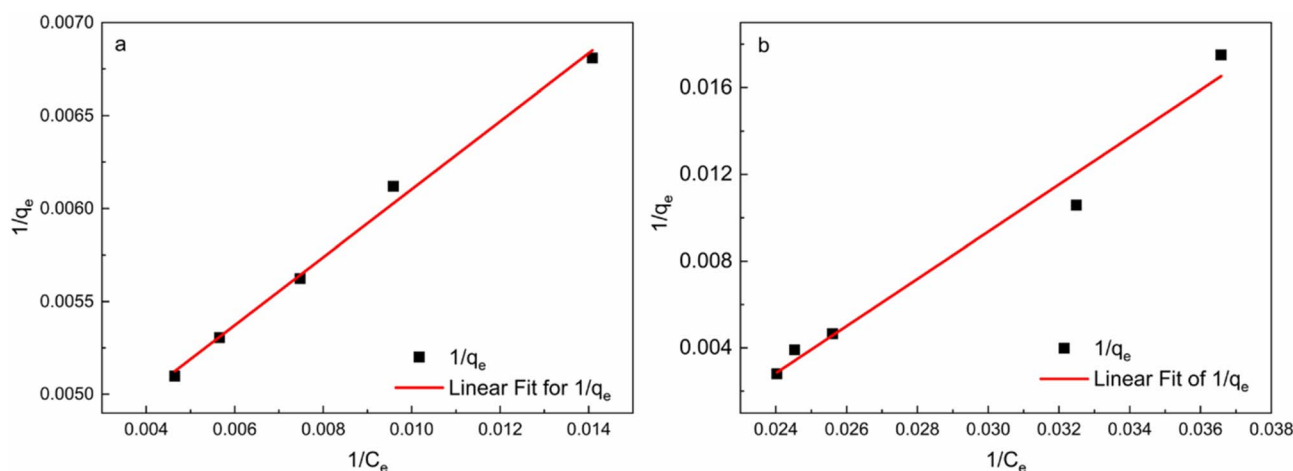 a
0.0070
0.0065
0.0060
0.0055
0.0050
1/qe
0.004 0.006 0.008 0.010 0.012 0.014
1/Ce
1/qe
Linear Fit for 1/qe
b
0.016
0.012
0.008
0.004
1/qe
0.024 0.026 0.028 0.030 0.032 0.034 0.036 0.038
1/Ce
1/qe
Linear Fit of 1/qe